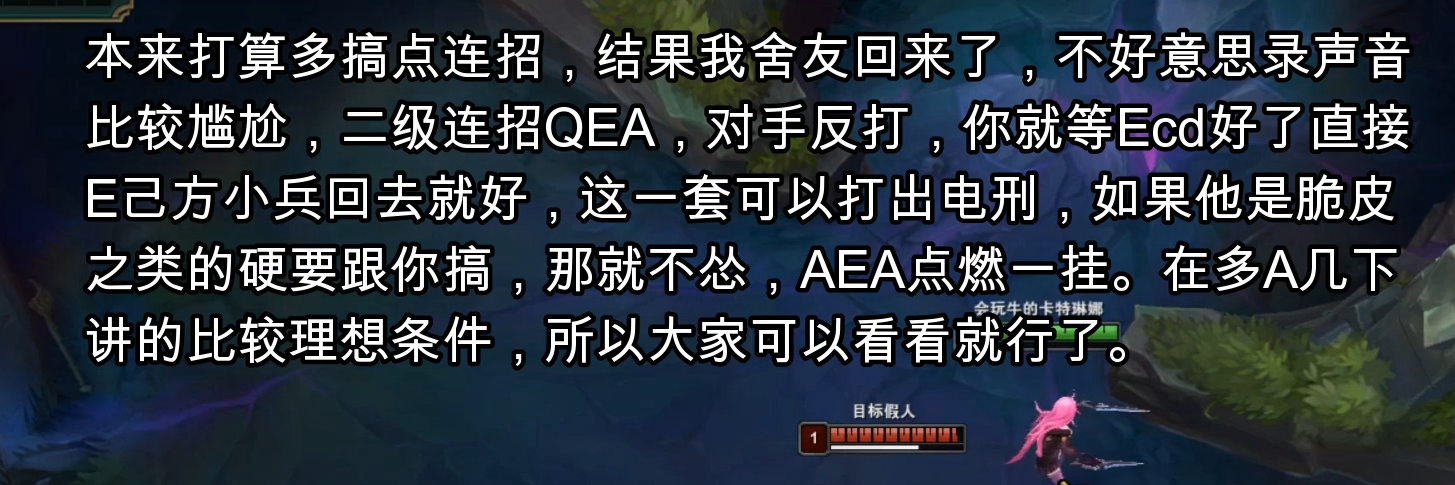 本来打算多搞点连招，结果我舍友回来了，不好意思录声音
比较尴尬，二级连招QEA，对手反打，你就等Ecd好了直接
E己方小兵回去就好，这一套可以打出电刑，如果他是脆皮
之类的硬要跟你搞，那就不怂，AEA点燃一挂。在多A几下
会玩牛的卡特琳娜
讲的比较理想条件，所以大家可以看看就行了。
目标假人
1